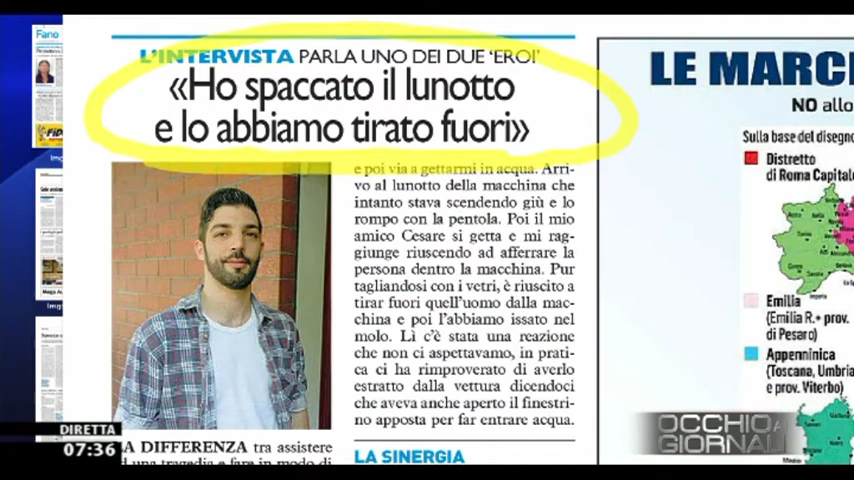 Fano
L'INTERVISTA PARLA UNO DEI DUE 'EROI'
«Ho spaccato il lunotto
e lo abbiamo tirato fuori»
e poi via a gettarmi in acqua. Arri-
vo al lunotto della macchina che
intanto stava scendendo giù e lo
rompo con la pentola. Poi il mio
amico Cesare si getta e mi rag-
giunge riuscendo ad afferrare la
persona dentro la macchina. Pur
tagliandosi con i vetri, è riuscito a
tirar fuori quell'uomo dalla mac-
china e poi l'abbiamo issato nel
molo. Lì c'è stata una reazione
che non ci aspettavamo, in prati-
ca ci ha rimproverato di averlo
estratto dalla vettura dicendoci
che aveva anche aperto il finestri-
no apposta per far entrare acqua.
LA SINERGIA
LA DIFFERENZA tra assistere
ad una tragedia e fare in modo di
LE MARCH
NO allo
Sulla base del disegno
Distretto
di Roma Capitale
Emilia
(Emilia R.+ prov.
di Pesaro)
Appenninica
(Toscana, Umbria
e prov. Viterbo)
DIRETTA
07:36
OCCHIO AI
GIORNALI